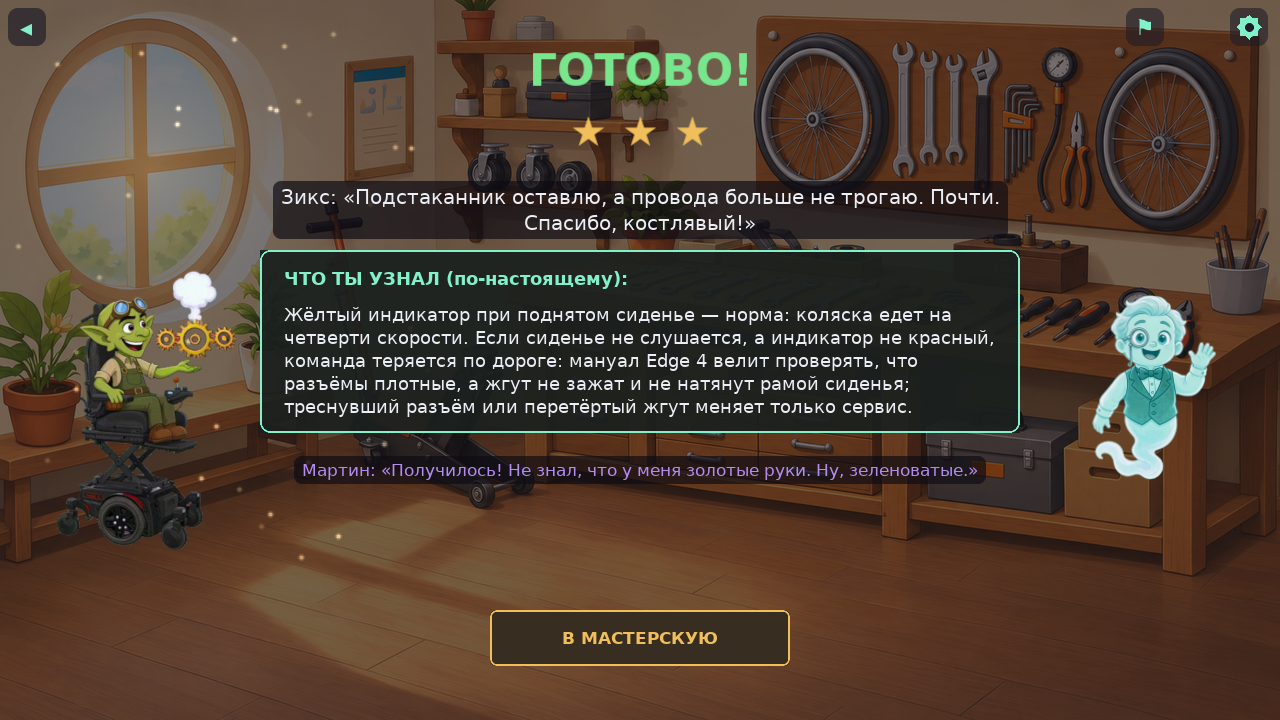 ГОТОВО!
Зикс: «Подстаканник оставлю, а провода больше не трогаю. Почти.
Спасибо, костлявый!»
ЧТО ТЫ УЗНАЛ (по-настоящему):
Жёлтый индикатор при поднятом сиденье — норма: коляска едет на
четверти скорости. Если сиденье не слушается, а индикатор не красный,
команда теряется по дороге: мануал Edge 4 велит проверять, что
разъёмы плотные, а жгут не зажат и не натянут рамой сиденья;
треснувший разъём или перетёртый жгут меняет только сервис.
Мартин: «Получилось! Не знал, что у меня золотые руки. Ну, зеленоватые.»
В МАСТЕРСКУЮ